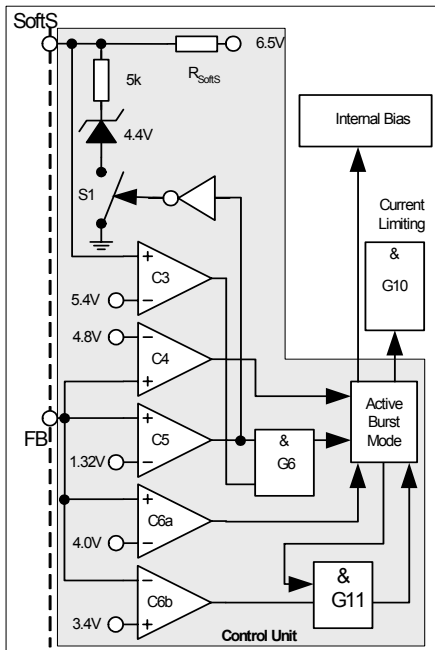 SoftS
6.5V
5k
RSoftS
4.4V
Internal Bias
S1
Current
Limiting
&
G10
C3
5.4V
4.8V
C4
FB
C5
1.32V
&
G6
Active
Burst
Mode
C6a
4.0V
C6b
3.4V
&
G11
Control Unit